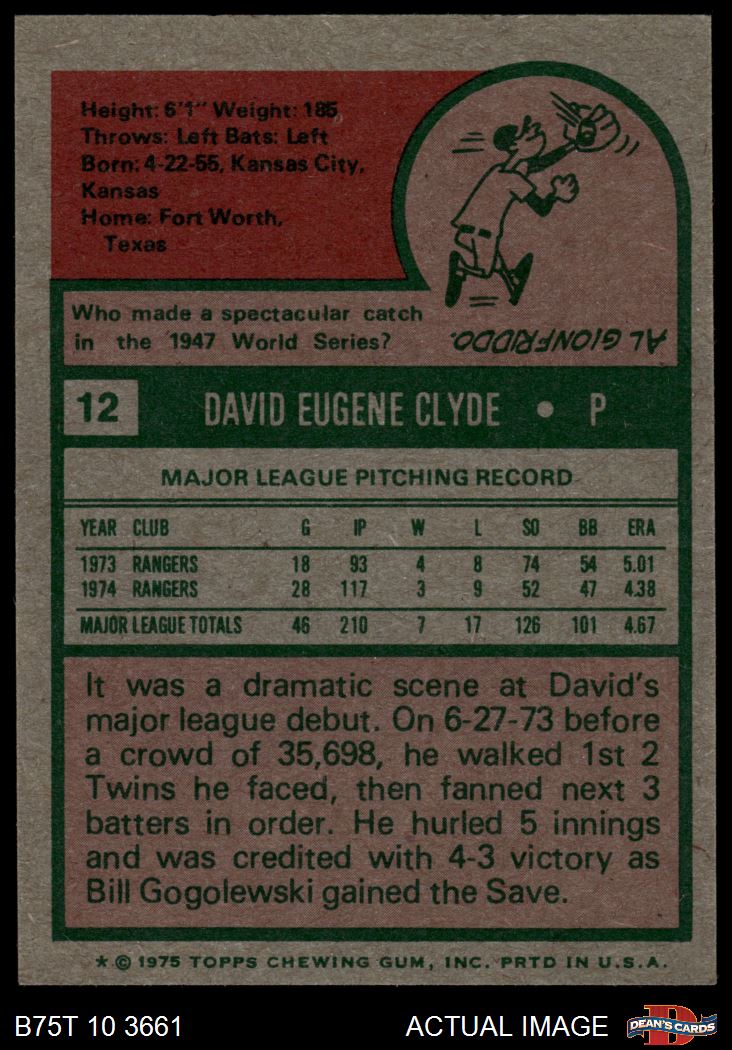 Height: 6'1" Weight: 185
Throws: Left Bats: Left
Born: 4-22-55, Kansas City,
Kansas
Home: Fort Worth,
Texas
Who made a spectacular catch
in the 1947 World Series?
AL GIONFRIDDO.
12 DAVID EUGENE CLYDE • P
MAJOR LEAGUE PITCHING RECORD
YEAR CLUB G IP W L SO BB ERA
1973 RANGERS 18 93 4 8 74 54 5.01
1974 RANGERS 28 117 3 9 52 47 4.38
MAJOR LEAGUE TOTALS 46 210 7 17 126 101 4.67
It was a dramatic scene at David's
major league debut. On 6-27-73 before
a crowd of 35,698, he walked 1st 2
Twins he faced, then fanned next 3
batters in order. He hurled 5 innings
and was credited with 4-3 victory as
Bill Gogolewski gained the Save.
* © 1975 TOPPS CHEWING GUM, INC. PRTD IN U.S.A.
B75T 10 3661 ACTUAL IMAGE D DEAN'S CARDS